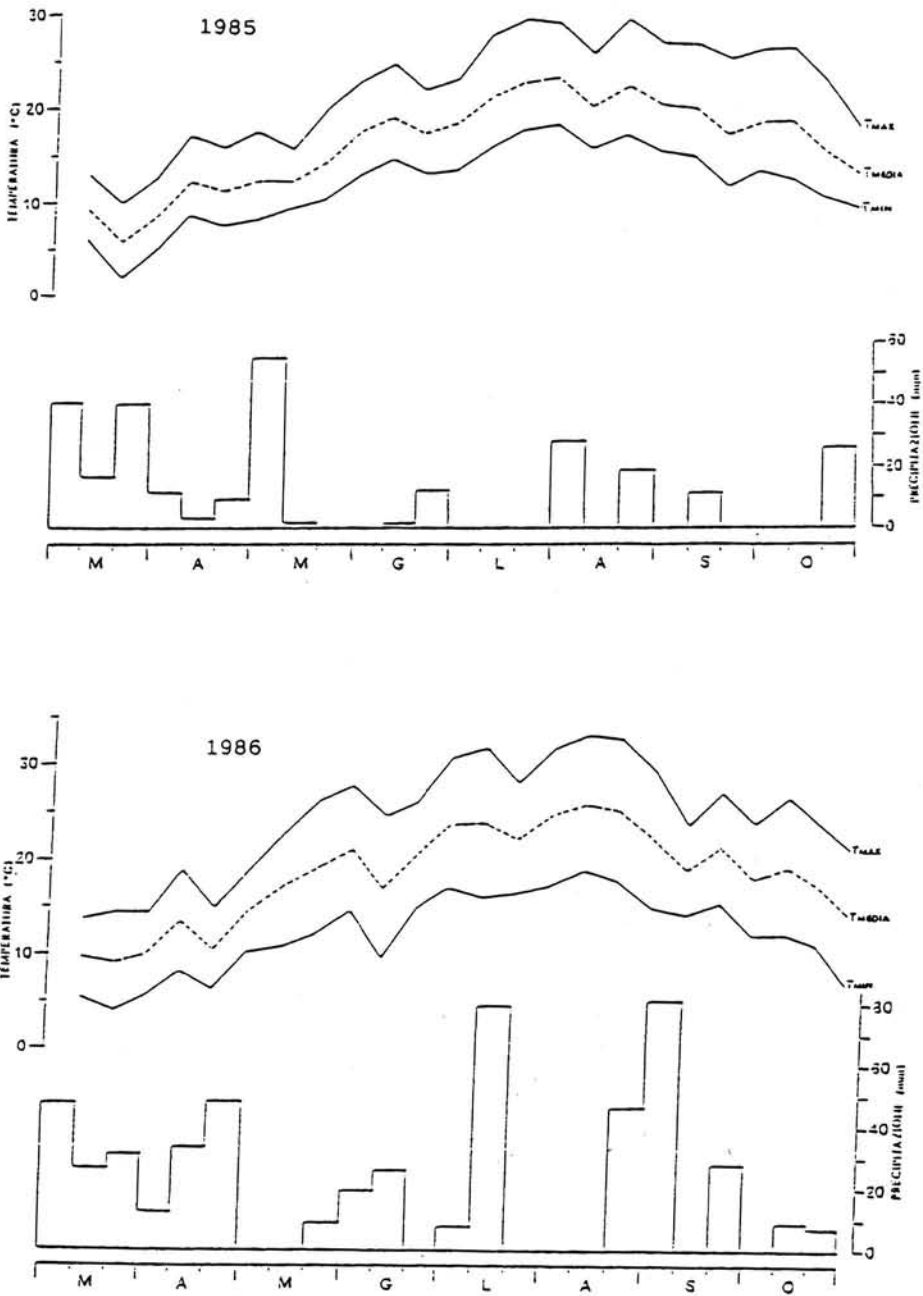 1985
30
20
10
0
TEMPERATURA (°C)
TMAX
TMEDIA
TMIN
60
40
20
0
PRECIPITAZIONI (mm)
M A M G L A S O
1986
30
20
10
0
TEMPERATURA (°C)
TMAX
TMEDIA
TMIN
80
60
40
20
0
PRECIPITAZIONI (mm)
M A M G L A S O